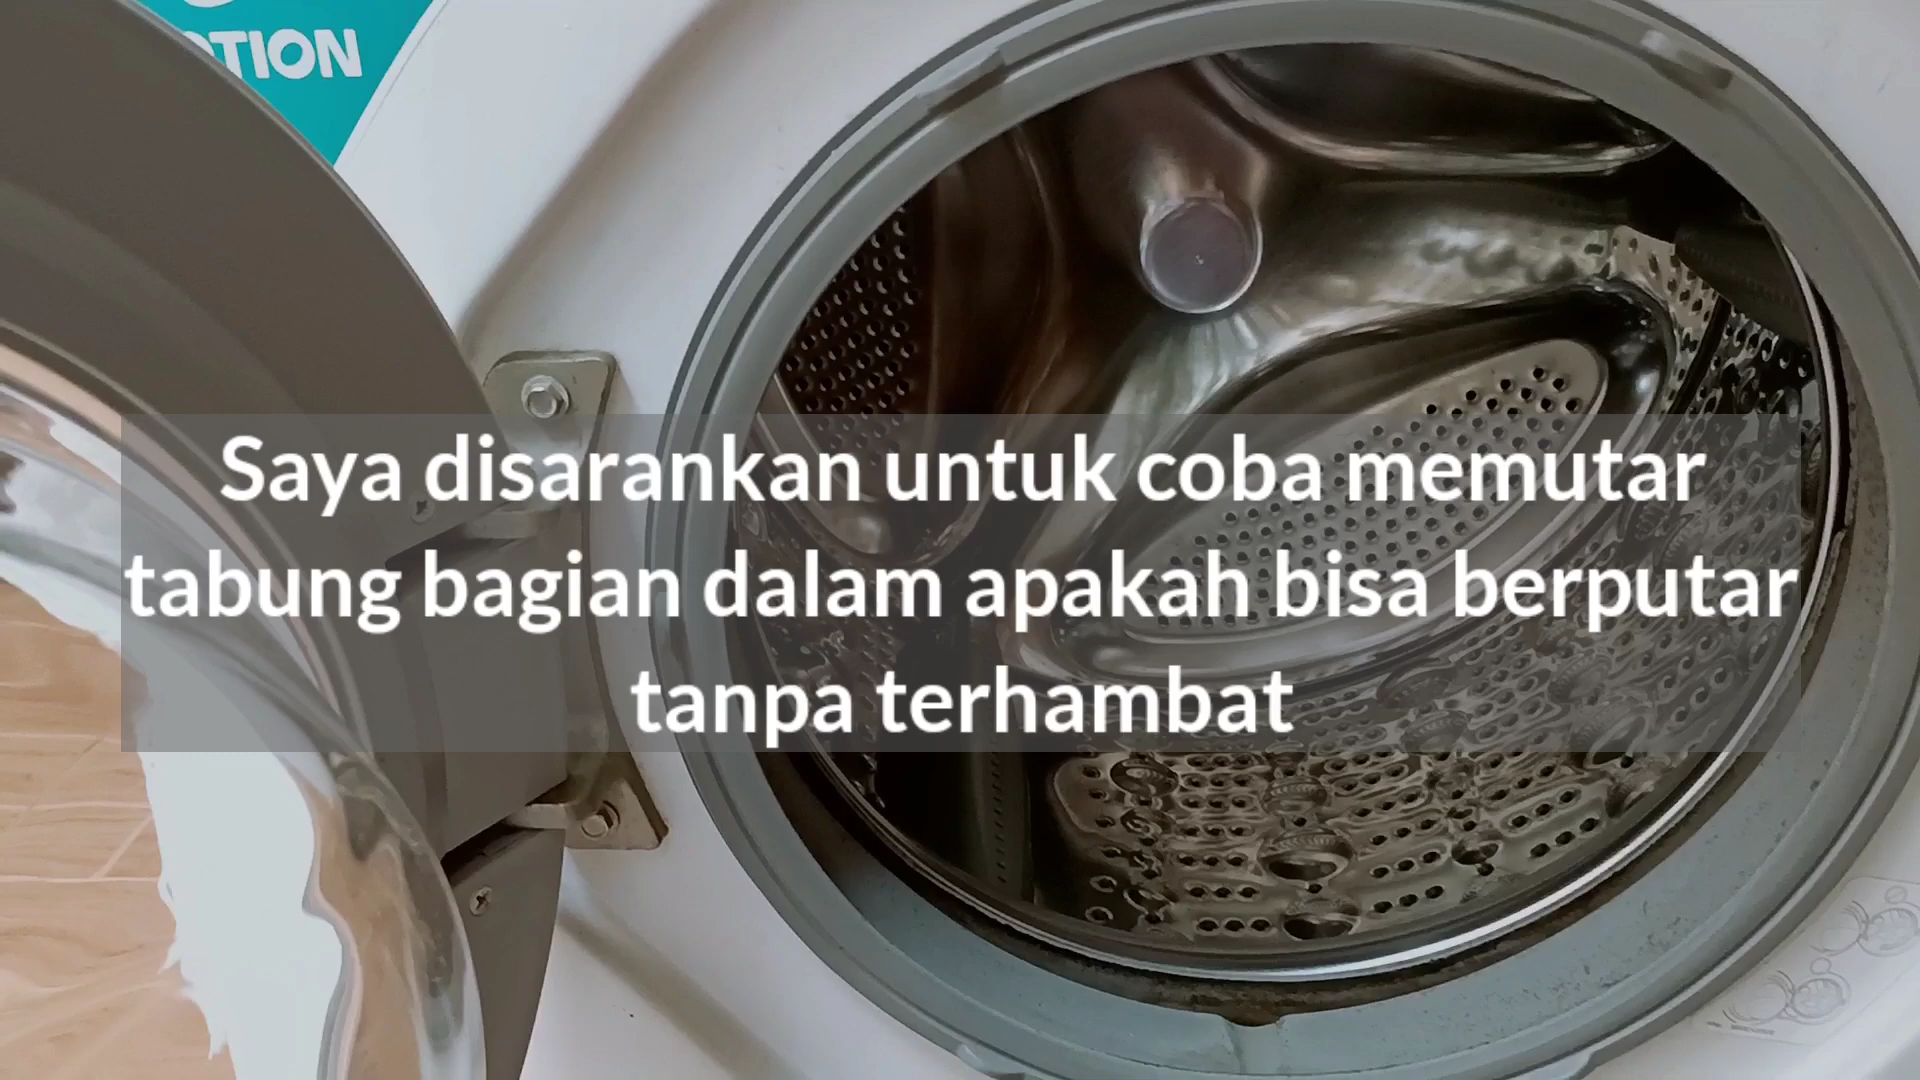 OTION
Saya disarankan untuk coba memutar
tabung bagian dalam apakah bisa berputar
tanpa terhambat